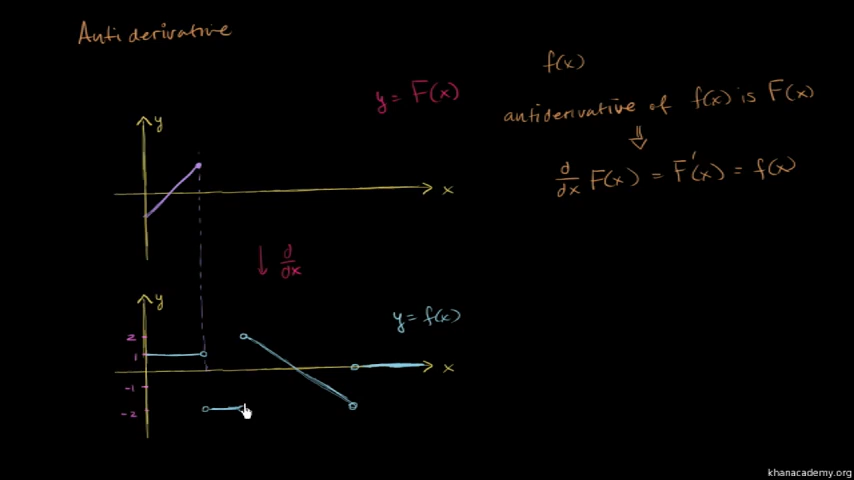 Antiderivative
f(x)
y = F(x)
antiderivative of f(x) is F(x)
⇓
d/dx F(x) = F'(x) = f(x)
y
x
↓ d/dx
y
y = f(x)
2
1
x
-1
-2
khanacademy.org